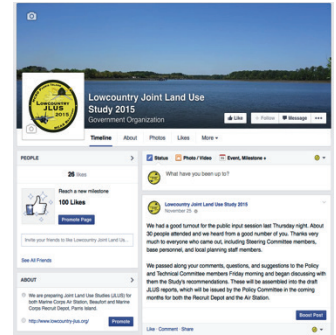 LOWCOUNTRY
JLUS
2015
Lowcountry Joint Land Use
Study 2015
Government Organization
Like
Follow
Message
Timeline About Photos Likes More
PEOPLE
26 likes
Reach a new milestone
100 Likes
Promote Page
Invite your friends to like Lowcountry Joint Land Us...
See All Friends
ABOUT
We are preparing Joint Land Use Studies (JLUS) for
both Marine Corps Air Station, Beaufort and Marine
Corps Recruit Depot, Parris Island.
http://www.lowcountry-jlus.org/
Promote
Status Photo / Video Event, Milestone +
What have you been up to?
Lowcountry Joint Land Use Study 2015
November 25
We had a good turnout for the public input session last Thursday night. About
30 people attended and we heard from a good number of you. Thanks very
much to everyone who came out, including Steering Committee members,
base personnel, and local planning staff members.
We passed along your comments, questions, and suggestions to the Policy
and Technical Committee members Friday morning and began discussing with
them the Study's recommendations. These will be assembled into the draft
JLUS reports, which will be issued by the Policy Committee in the coming
months for both the Recruit Depot and the Air Station.
Boost Post
Like · Comment · Share